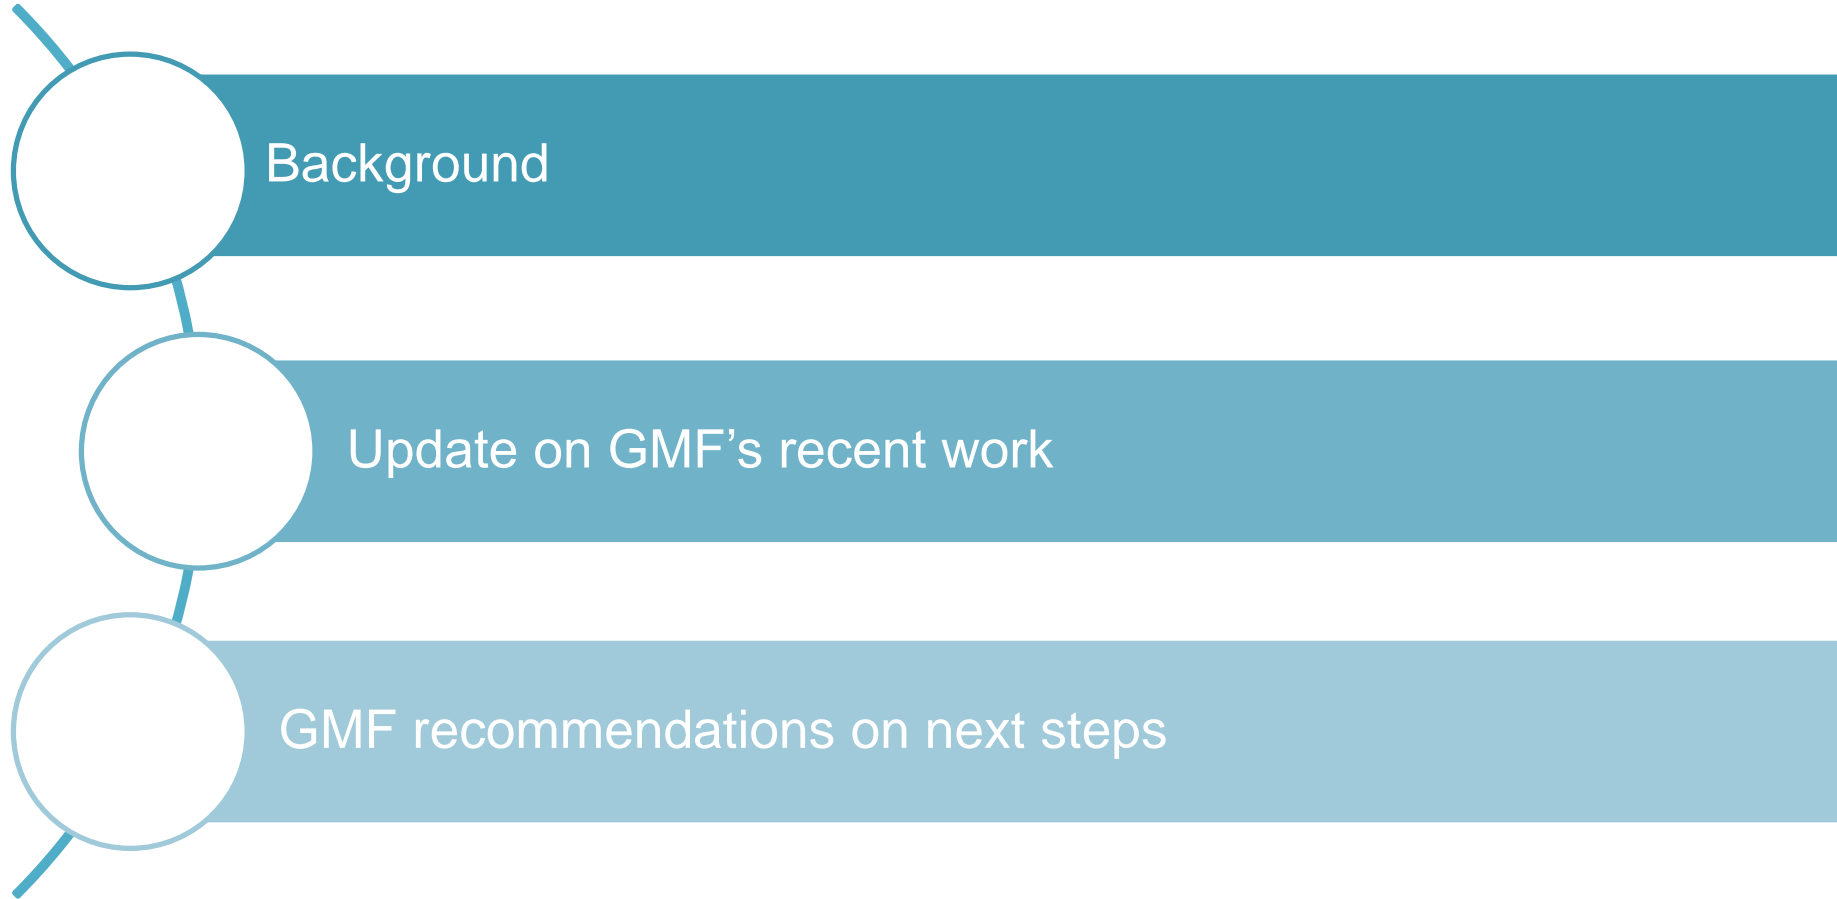 Background
Update on GMF’s recent work
GMF recommendations on next steps